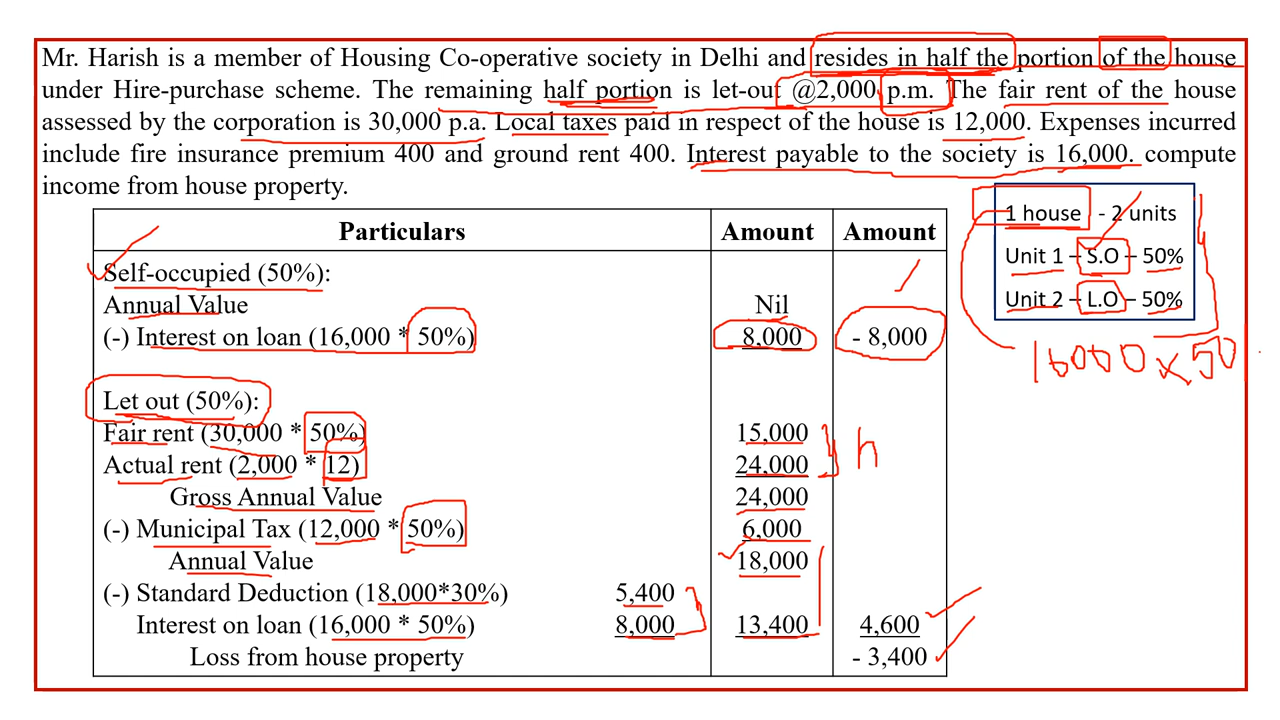 Mr. Harish is a member of Housing Co-operative society in Delhi and resides in half the portion of the house
under Hire-purchase scheme. The remaining half portion is let-out @2,000 p.m. The fair rent of the house
assessed by the corporation is 30,000 p.a. Local taxes paid in respect of the house is 12,000. Expenses incurred
include fire insurance premium 400 and ground rent 400. Interest payable to the society is 16,000. compute
income from house property.
1 house - 2 units
Unit 1 – S.O – 50%
Unit 2 – L.O – 50%
16000 x 50
Particulars Amount Amount
Self-occupied (50%):
Annual Value Nil
(-) Interest on loan (16,000 * 50%) 8,000 - 8,000
Let out (50%):
Fair rent (30,000 * 50%) 15,000
Actual rent (2,000 * 12) 24,000 h
Gross Annual Value 24,000
(-) Municipal Tax (12,000 * 50%) 6,000
Annual Value 18,000
(-) Standard Deduction (18,000*30%) 5,400
Interest on loan (16,000 * 50%) 8,000 13,400 4,600
Loss from house property - 3,400